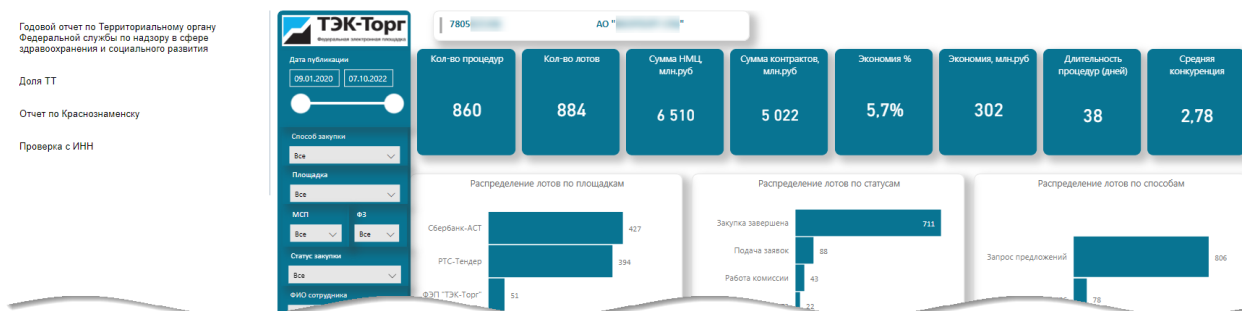 Годовой отчет по Территориальному органу
Федеральной службы по надзору в сфере
здравоохранения и социального развития
Доля ТТ
Отчет по Краснознаменску
Проверка с ИНН
ТЭК-Торг
Федеральная электронная площадка
Дата публикации
09.01.2020 07.10.2022
Способ закупки
Все
Площадка
Все
МСП ФЗ
Все Все
Статус закупки
Все
ФИО сотрудника
7805 АО " "
Кол-во процедур
860
Кол-во лотов
884
Сумма НМЦ,
млн.руб
6 510
Сумма контрактов,
млн.руб
5 022
Экономия %
5,7%
Экономия, млн.руб
302
Длительность
процедур (дней)
38
Средняя
конкуренция
2,78
Распределение лотов по площадкам
Сбербанк-АСТ 427
РТС-Тендер 394
ФЭП "ТЭК-Торг" 51
Распределение лотов по статусам
Закупка завершена 711
Подача заявок 88
Работа комиссии 43
22
Распределение лотов по способам
Запрос предложений 806
78